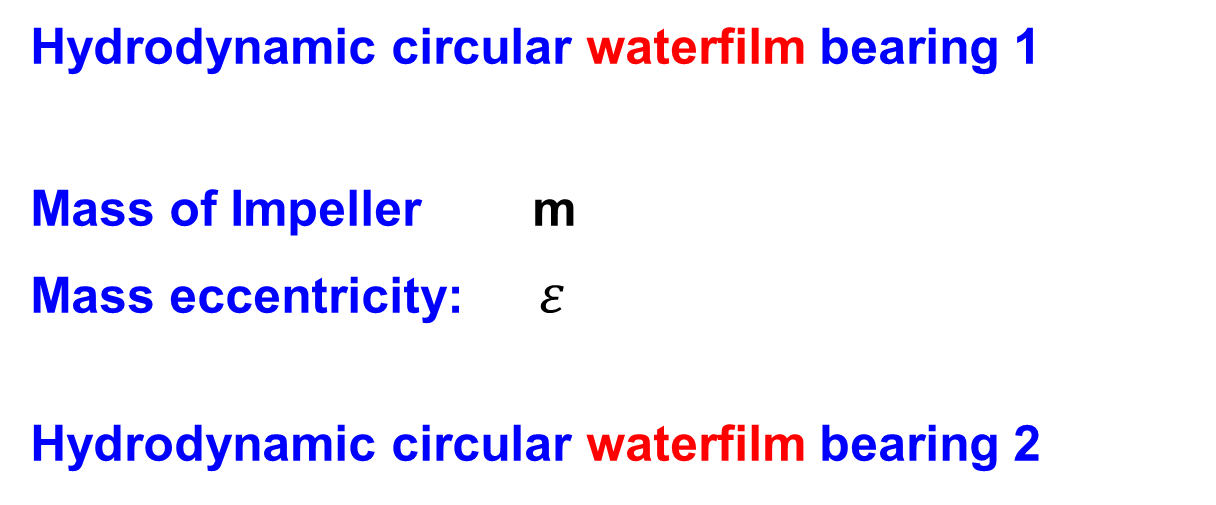 Hydrodynamic circular waterfilm bearing 1
Mass of Impeller m
Mass eccentricity: ε
Hydrodynamic circular waterfilm bearing 2